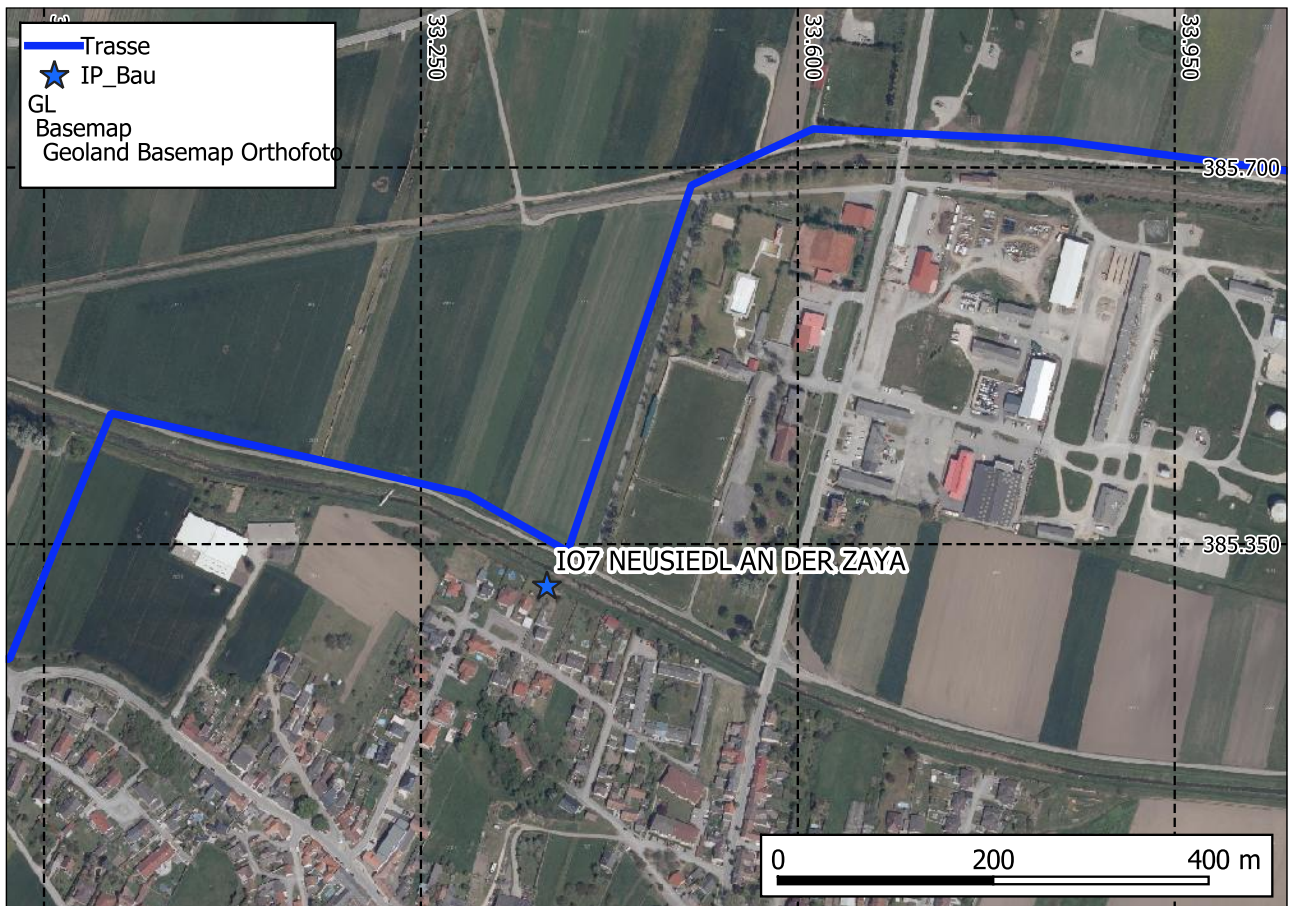 Trasse
IP_Bau
GL
Basemap
Geoland Basemap Orthofoto
33.250
33.600
33.950
385.700
385.350
IO7 NEUSIEDL AN DER ZAYA
0 200 400 m